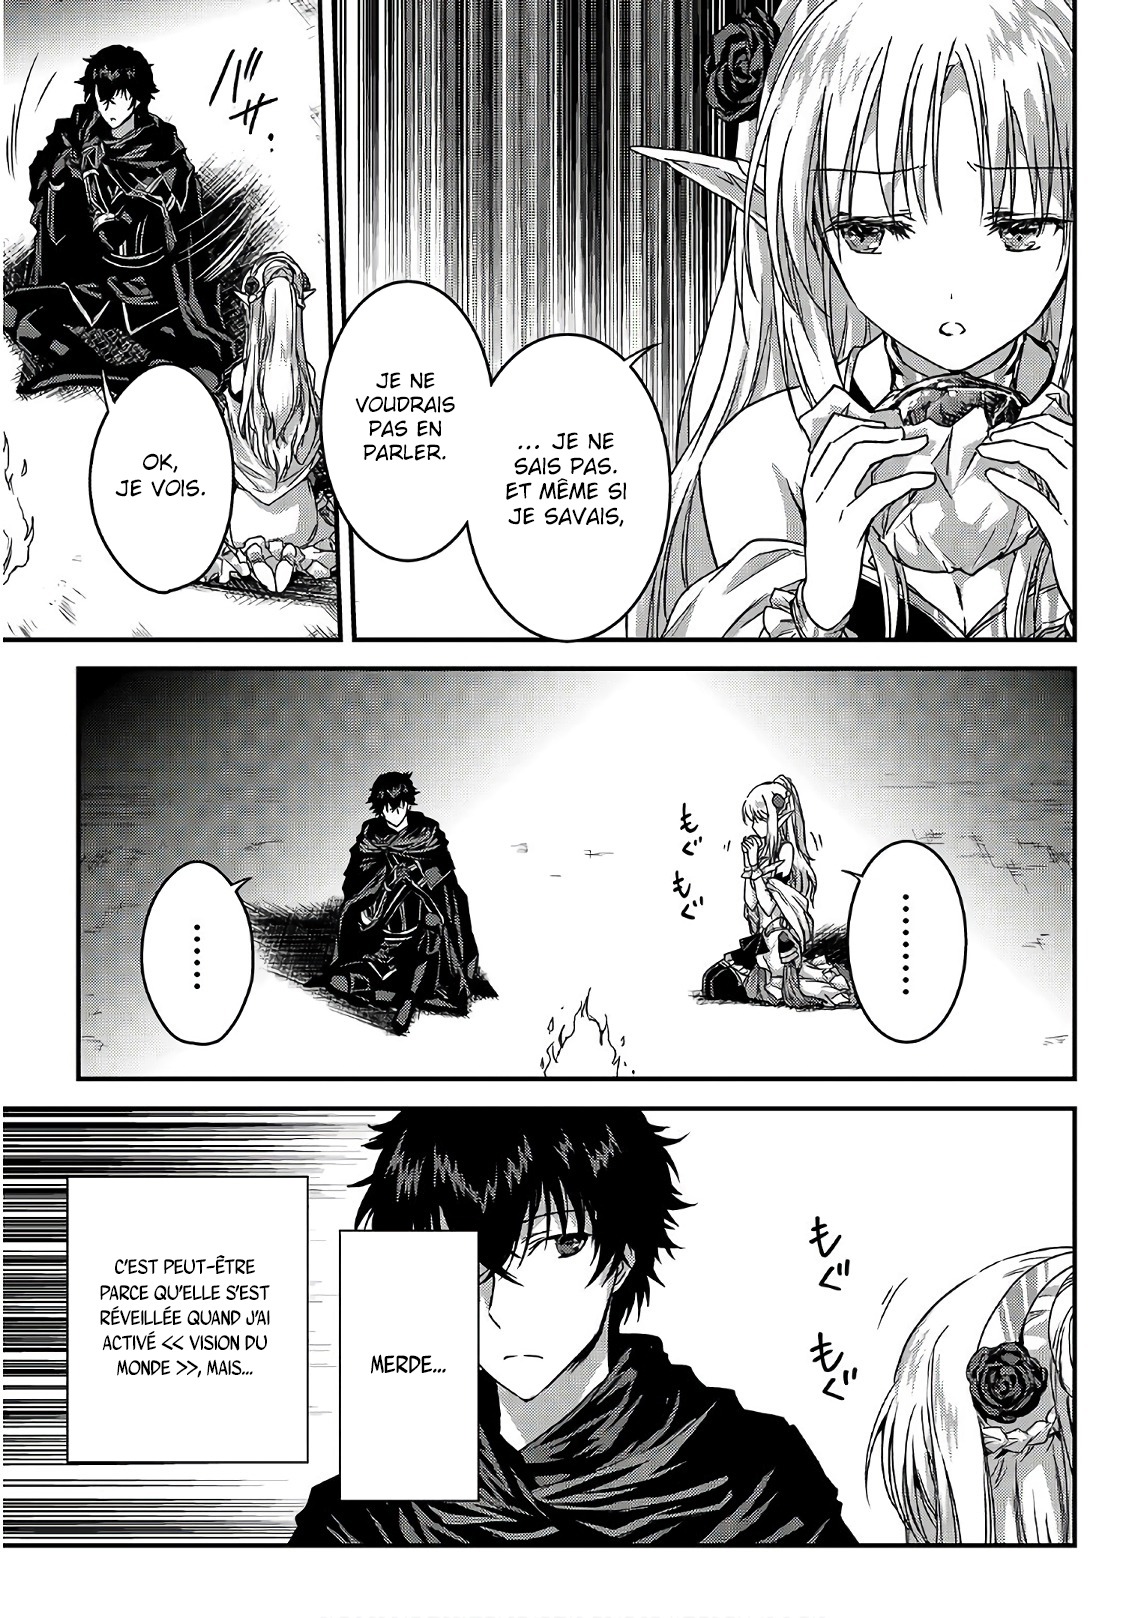 ... JE NE
SAIS PAS.
ET MÊME SI
JE SAVAIS,
JE NE
VOUDRAIS
PAS EN
PARLER.
バサ.
OK,
JE VOIS.
.........
もぐ
もぐ
.......
もぐ
もぐ
MERDE...
C'EST PEUT-ÊTRE
PARCE QU'ELLE S'EST
RÉVEILLÉE QUAND J'AI
ACTIVÉ << VISION DU
MONDE >>, MAIS...